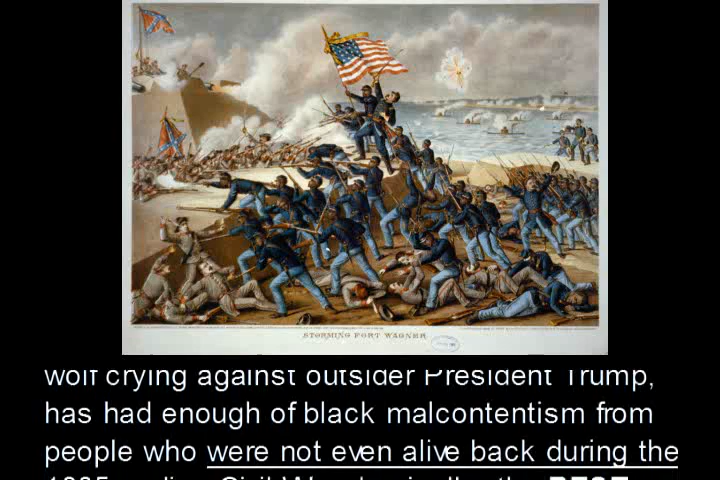 STORMING FORT WAGNER
wolf crying against outsider President Trump,
has had enough of black malcontentism from
people who were not even alive back during the